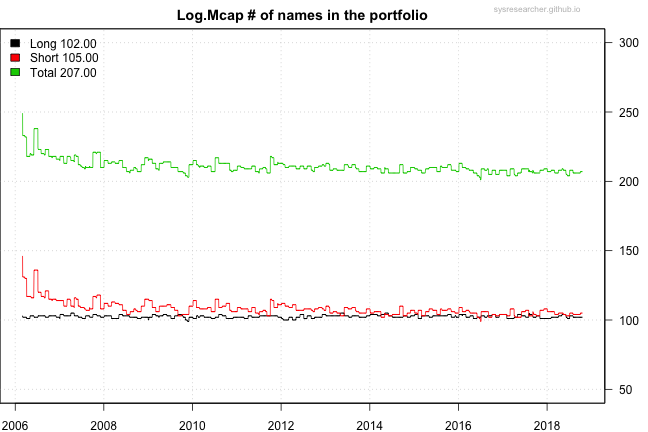 Log.Mcap # of names in the portfolio
sysresearcher.github.io
Long 102.00
Short 105.00
Total 207.00
300
250
200
150
100
50
2006 2008 2010 2012 2014 2016 2018